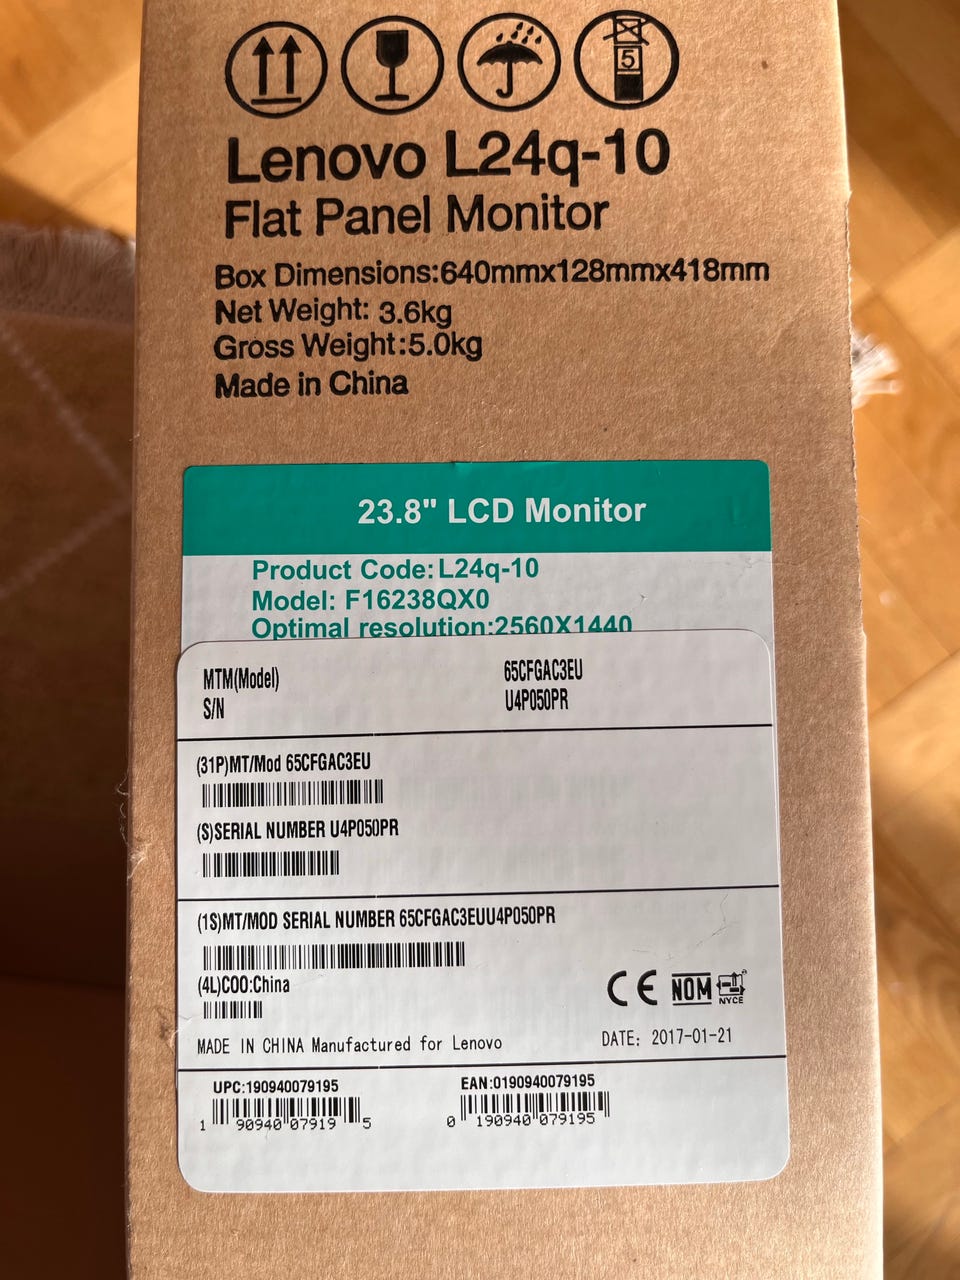 5
Lenovo L24q-10
Flat Panel Monitor
Box Dimensions:640mmx128mmx418mm
Net Weight: 3.6kg
Gross Weight:5.0kg
Made in China
23.8" LCD Monitor
Product Code:L24q-10
Model: F16238QX0
Optimal resolution:2560X1440
MTM(Model) 65CFGAC3EU
S/N U4P050PR
(31P)MT/Mod 65CFGAC3EU
(S)SERIAL NUMBER U4P050PR
(1S)MT/MOD SERIAL NUMBER 65CFGAC3EUU4P050PR
(4L)COO:China
CE NOM NYCE
MADE IN CHINA Manufactured for Lenovo DATE: 2017-01-21
UPC:190940079195 EAN:0190940079195
1 90940 07919 5 0 190940 079195